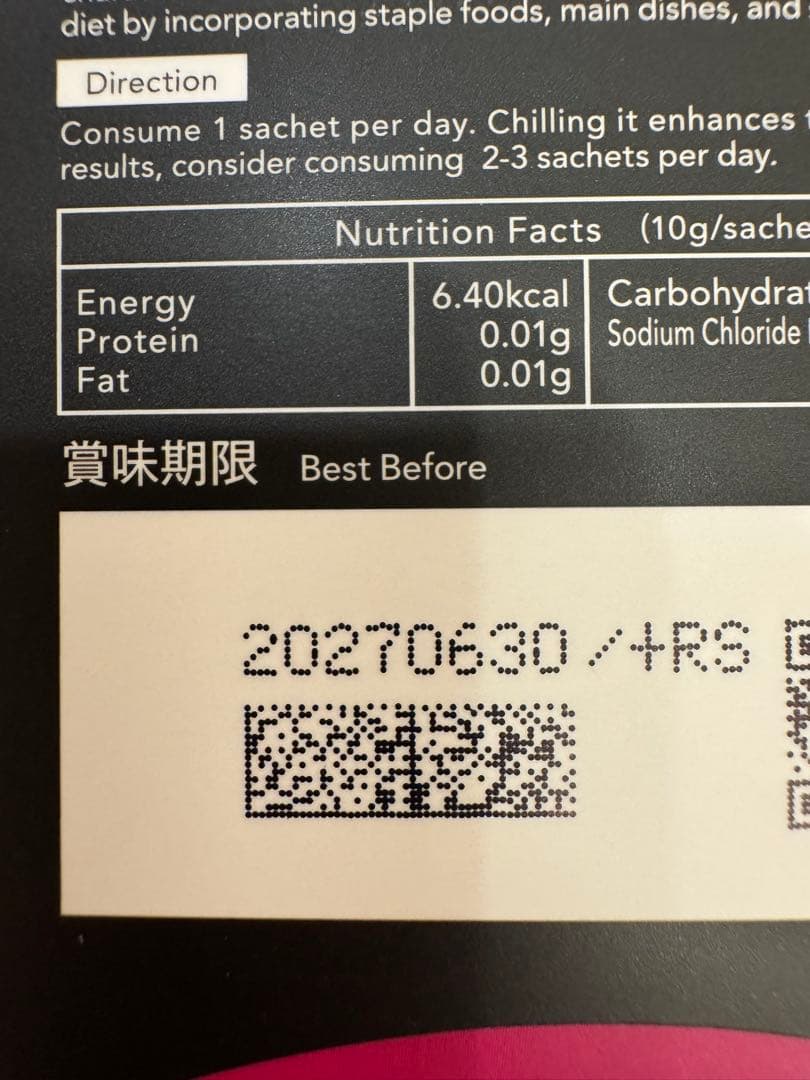 diet by incorporating staple foods, main dishes, and
Direction
Consume 1 sachet per day. Chilling it enhances
results, consider consuming 2-3 sachets per day.
Nutrition Facts (10g/sache
Energy 6.40kcal Carbohydrat
Protein 0.01g Sodium Chloride
Fat 0.01g
賞味期限 Best Before
20270630 /+RS